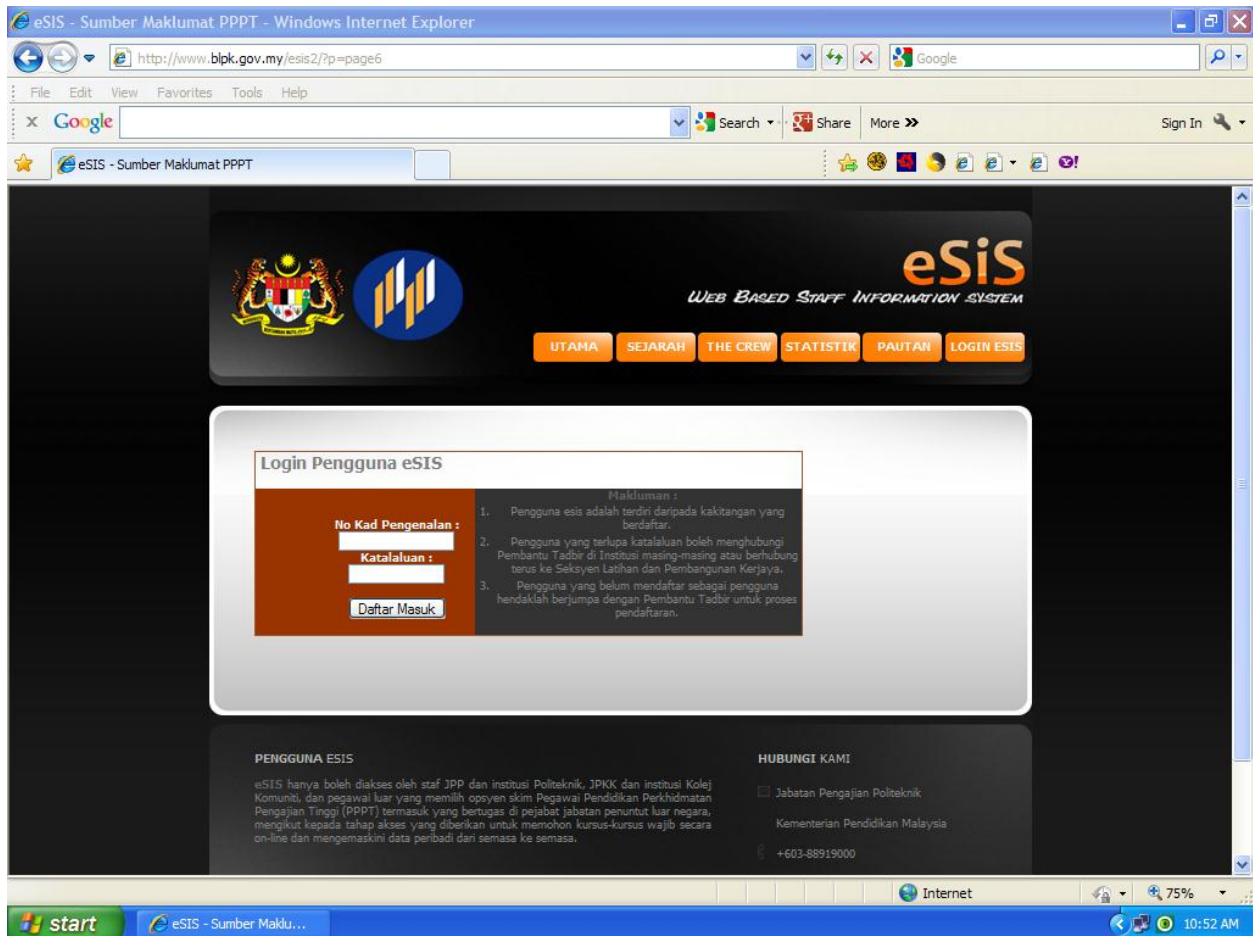 eSIS - Sumber Maklumat PPPT - Windows Internet Explorer
http://www.blpk.gov.my/esis2/?p=page6
Google
File Edit View Favorites Tools Help
x Google Search Share More >> Sign In
eSIS - Sumber Maklumat PPPT
eSiS
WEB BASED STAFF INFORMATION SYSTEM
UTAMA SEJARAH THE CREW STATISTIK PAUTAN LOGIN ESIS
Login Pengguna eSIS
No Kad Pengenalan :
Katalaluan :
Daftar Masuk
Makluman :
1. Pengguna esis adalah terdiri daripada kakitangan yang
berdaftar.
2. Pengguna yang terlupa katalaluan boleh menghubungi
Pembantu Tadbir di Institusi masing-masing atau berhubung
terus ke Seksyen Latihan dan Pembangunan Kerjaya.
3. Pengguna yang belum mendaftar sebagai pengguna
hendaklah berjumpa dengan Pembantu Tadbir untuk proses
pendaftaran.
PENGGUNA ESIS
eSIS hanya boleh diakses oleh staf JPP dan institusi Politeknik, JPKK dan institusi Kolej
Komuniti, dan pegawai luar yang memilih opsyen skim Pegawai Pendidikan Perkhidmatan
Pengajian Tinggi (PPPT) termasuk yang bertugas di pejabat jabatan penuntut luar negara,
mengikut kepada tahap akses yang diberikan untuk memohon kursus-kursus wajib secara
on-line dan mengemaskini data peribadi dari semasa ke semasa.
HUBUNGI KAMI
Jabatan Pengajian Politeknik
Kementerian Pendidikan Malaysia
+603-88919000
Internet 75%
start eSIS - Sumber Maklu... 10:52 AM